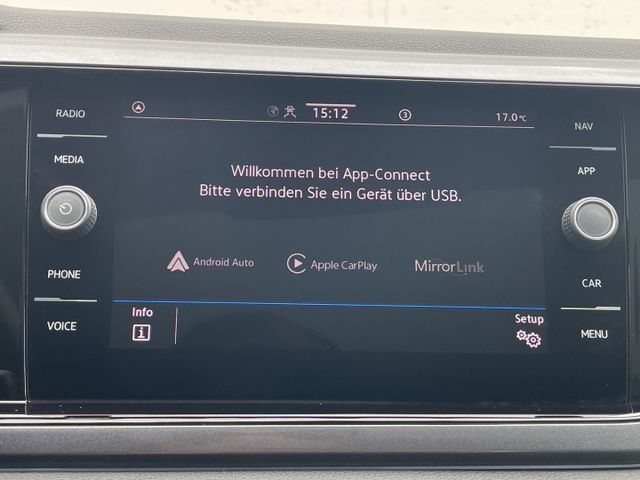 RADIO
MEDIA
PHONE
VOICE
15:12
3
17.0°C
Willkommen bei App-Connect
Bitte verbinden Sie ein Gerät über USB.
Android Auto
Apple CarPlay
MirrorLink
Info
Setup
NAV
APP
CAR
MENU